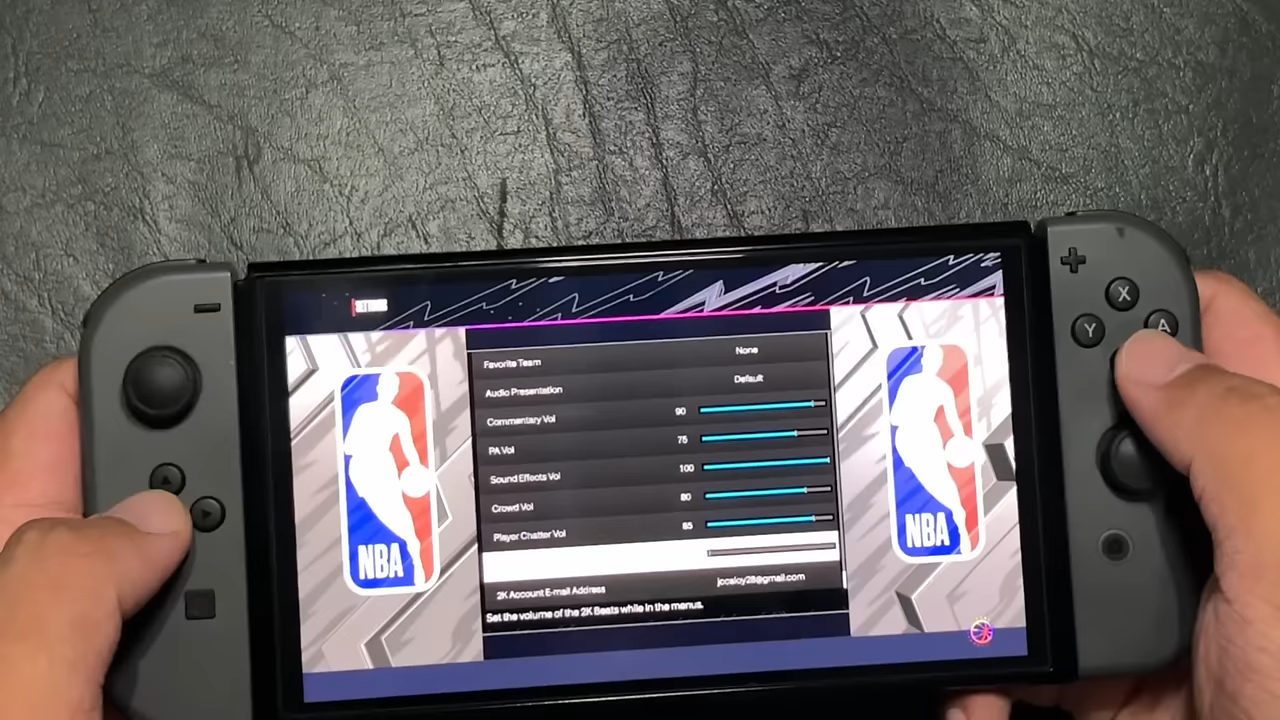 Favorite Team None
Audio Presentation Default
Commentary Vol 90
PA Vol 75
Sound Effects Vol 100
Crowd Vol 80
Player Chatter Vol 85
2K Account E-mail Address jccaloy28@gmail.com
Set the volume of the 2K Beats while in the menus.
NBA
NBA
X
Y
A